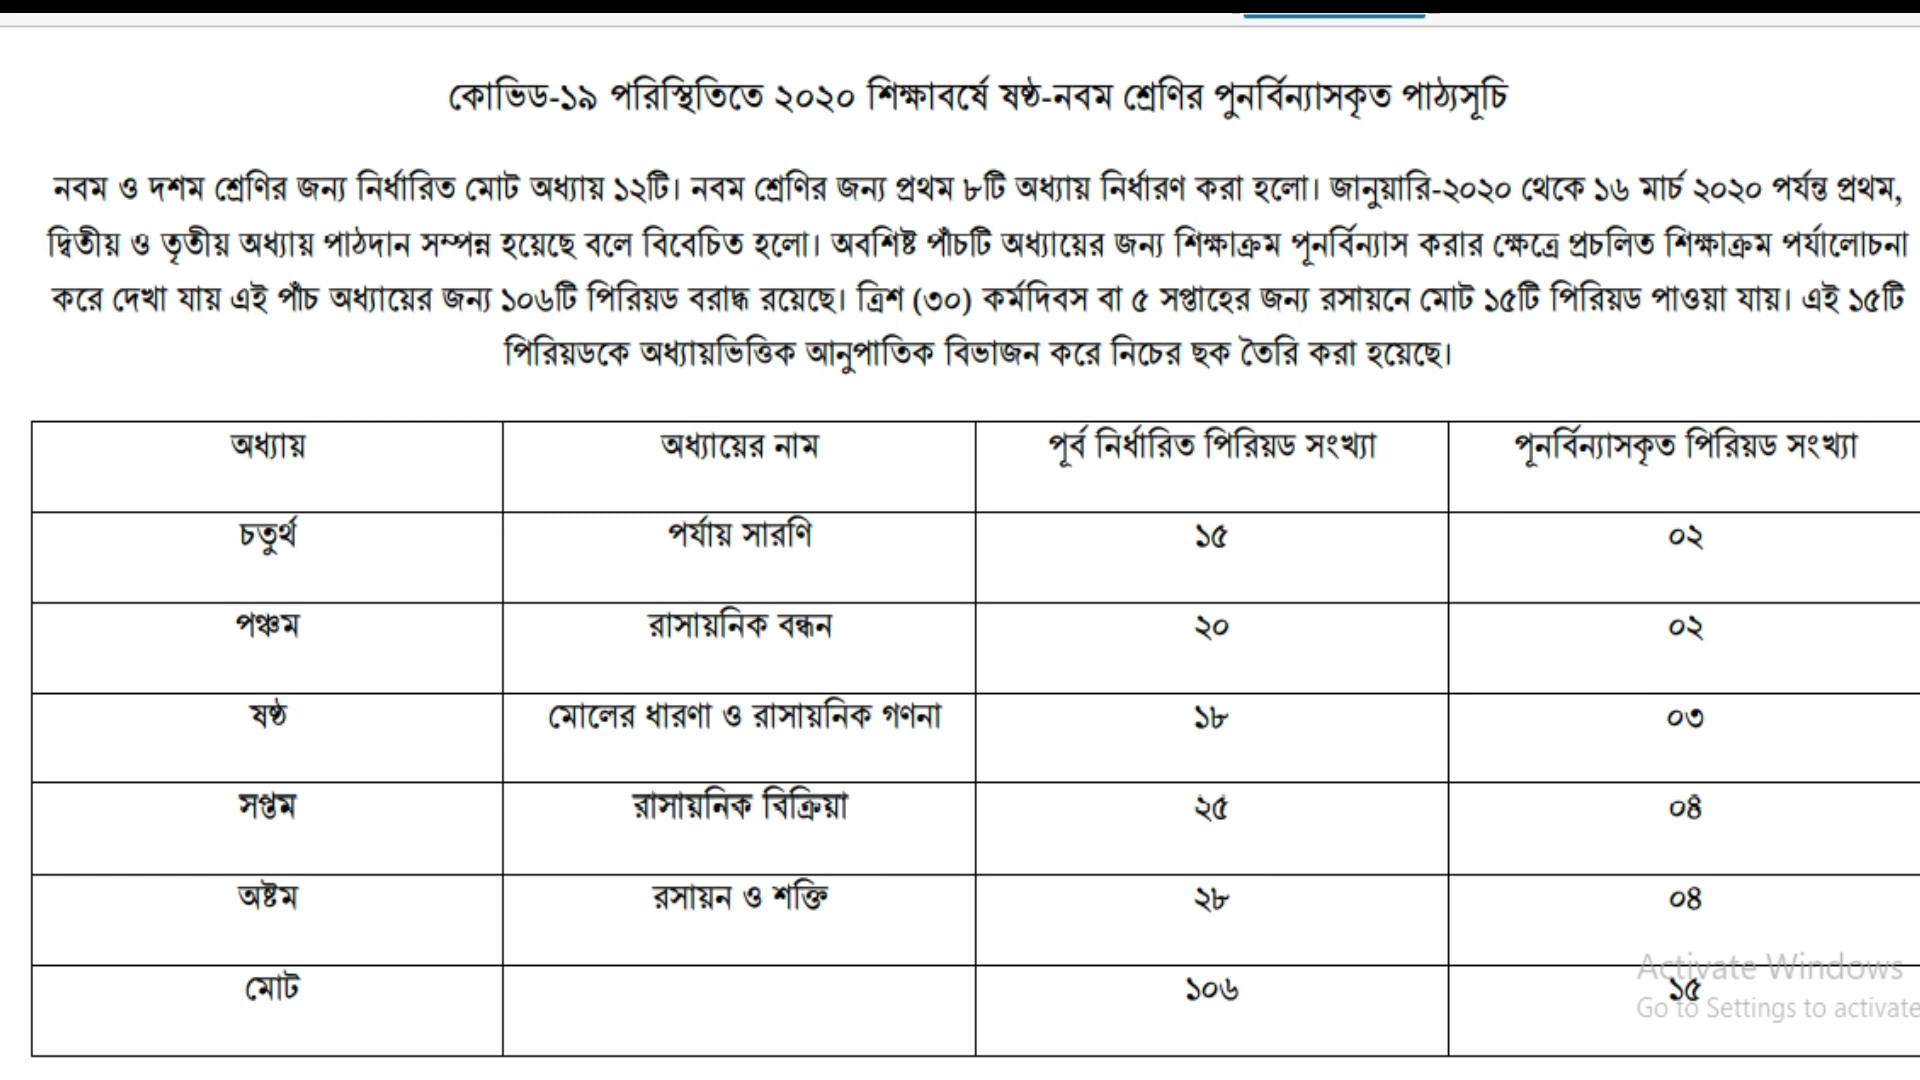 কোভিড-১৯ পরিস্থিতিতে ২০২০ শিক্ষাবর্ষে ষষ্ঠ-নবম শ্রেণির পুনর্বিন্যাসকৃত পাঠ্যসূচি
নবম ও দশম শ্রেণির জন্য নির্ধারিত মোট অধ্যায় ১২টি। নবম শ্রেণির জন্য প্রথম ৮টি অধ্যায় নির্ধারণ করা হলো। জানুয়ারি-২০২০ থেকে ১৬ মার্চ ২০২০ পর্যন্ত প্রথম,
দ্বিতীয় ও তৃতীয় অধ্যায় পাঠদান সম্পন্ন হয়েছে বলে বিবেচিত হলো। অবশিষ্ট পাঁচটি অধ্যায়ের জন্য শিক্ষাক্রম পূনর্বিন্যাস করার ক্ষেত্রে প্রচলিত শিক্ষাক্রম পর্যালোচনা
করে দেখা যায় এই পাঁচ অধ্যায়ের জন্য ১০৬টি পিরিয়ড বরাদ্ধ রয়েছে। ত্রিশ (৩০) কর্মদিবস বা ৫ সপ্তাহের জন্য রসায়নে মোট ১৫টি পিরিয়ড পাওয়া যায়। এই ১৫টি
পিরিয়ডকে অধ্যায়ভিত্তিক আনুপাতিক বিভাজন করে নিচের ছক তৈরি করা হয়েছে।
অধ্যায় অধ্যায়ের নাম পূর্ব নির্ধারিত পিরিয়ড সংখ্যা পূনর্বিন্যাসকৃত পিরিয়ড সংখ্যা
চতুর্থ পর্যায় সারণি ১৫ ০২
পঞ্চম রাসায়নিক বন্ধন ২০ ০২
ষষ্ঠ মোলের ধারণা ও রাসায়নিক গণনা ১৮ ০৩
সপ্তম রাসায়নিক বিক্রিয়া ২৫ ০৪
অষ্টম রসায়ন ও শক্তি ২৮ ০৪
মোট ১০৬ ১৫
Activate Windows
Go to Settings to activate